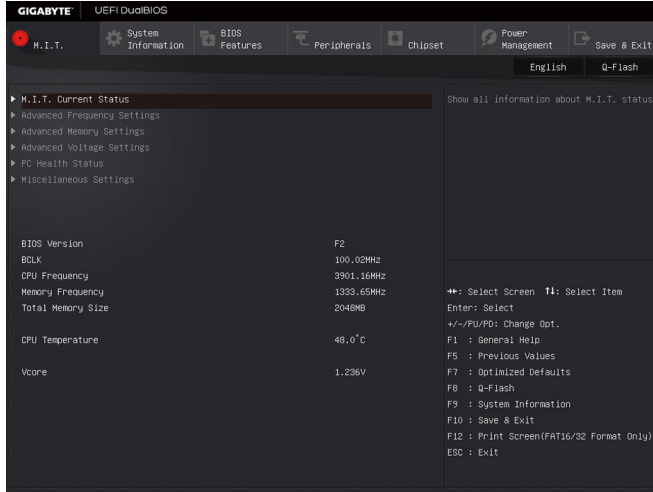 GIGABYTE™ UEFI DualBIOS
M.I.T.
System Information
BIOS Features
Peripherals
Chipset
Power Management
Save & Exit
English Q-Flash
M.I.T. Current Status
Advanced Frequency Settings
Advanced Memory Settings
Advanced Voltage Settings
PC Health Status
Miscellaneous Settings
Show all information about M.I.T. status
BIOS Version F2
BCLK 100.02MHz
CPU Frequency 3901.16MHz
Memory Frequency 1333.65MHz
Total Memory Size 2048MB
CPU Temperature 48.0°C
Vcore 1.236V
→←: Select Screen ↑↓: Select Item
Enter: Select
+/-/PU/PD: Change Opt.
F1 : General Help
F5 : Previous Values
F7 : Optimized Defaults
F8 : Q-Flash
F9 : System Information
F10 : Save & Exit
F12 : Print Screen(FAT16/32 Format Only)
ESC : Exit